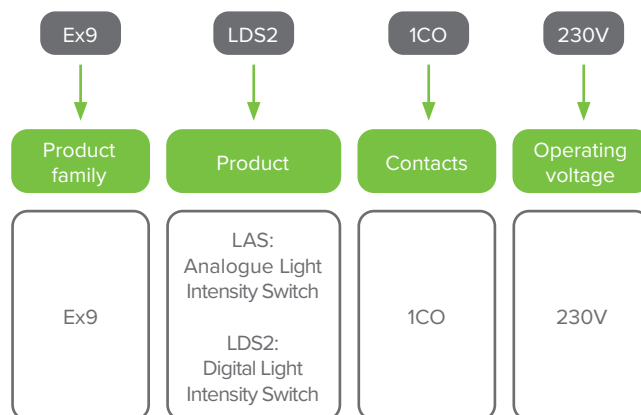 Ex9
LDS2
1CO
230V
Product
family
Product
Contacts
Operating
voltage
Ex9
LAS:
Analogue Light
Intensity Switch
LDS2:
Digital Light
Intensity Switch
1CO
230V